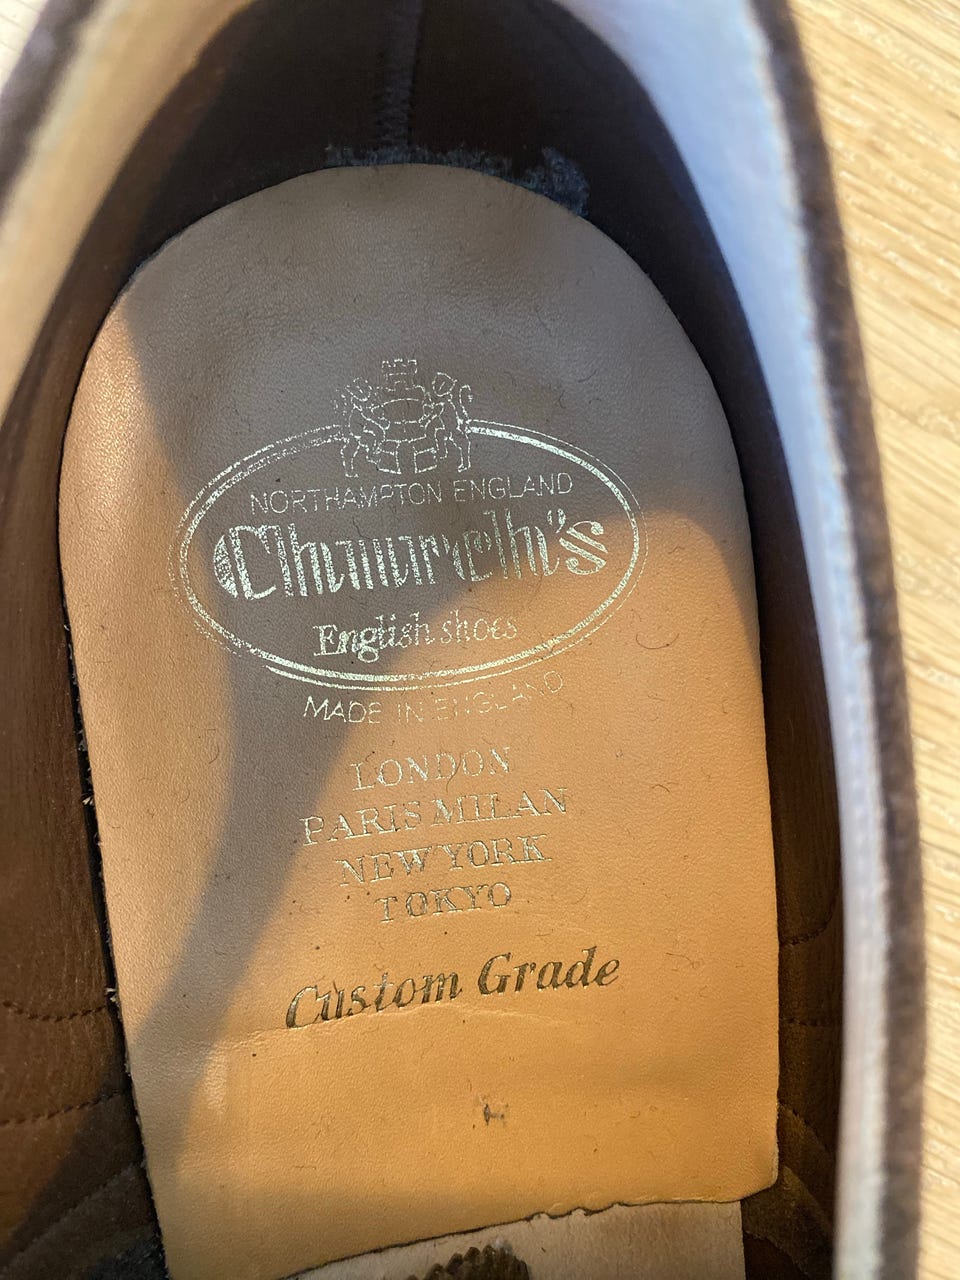 NORTHAMPTON ENGLAND
Church's
English shoes
MADE IN ENGLAND
LONDON
PARIS MILAN
NEW YORK
TOKYO
Custom Grade